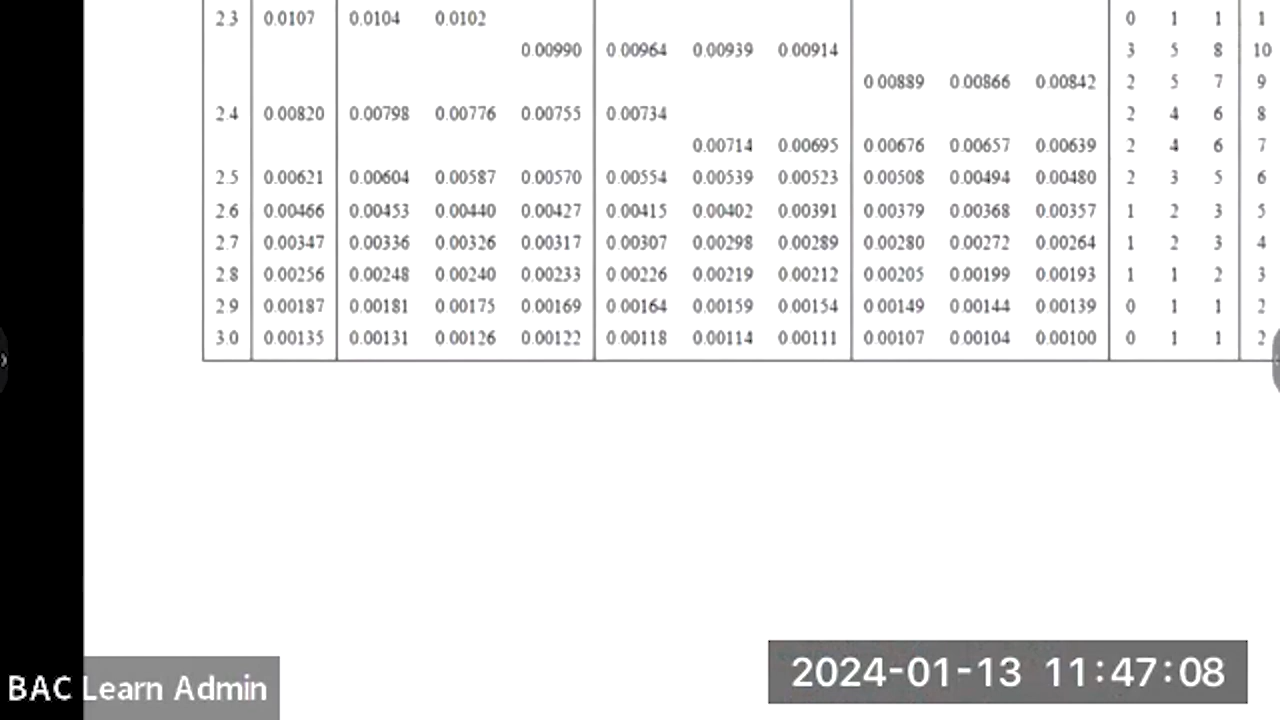 2.3 0.0107 0.0104 0.0102 0 1 1 1
0.00990 0 00964 0.00939 0 00914 3 5 8 10
0 00889 0.00866 0.00842 2 5 7 9
2.4 0.00820 0.00798 0.00776 0.00755 0.00734 2 4 6 8
0.00714 0.00695 0.00676 0.00657 0.00639 2 4 6 7
2.5 0.00621 0.00604 0.00587 0.00570 0.00554 0.00539 0.00523 0.00508 0.00494 0.00480 2 3 5 6
2.6 0.00466 0.00453 0.00440 0.00427 0.00415 0.00402 0.00391 0.00379 0.00368 0.00357 1 2 3 5
2.7 0.00347 0.00336 0.00326 0.00317 0.00307 0.00298 0.00289 0.00280 0.00272 0.00264 1 2 3 4
2.8 0.00256 0.00248 0.00240 0.00233 0.00226 0.00219 0.00212 0.00205 0.00199 0.00193 1 1 2 3
2.9 0.00187 0.00181 0.00175 0.00169 0.00164 0.00159 0.00154 0.00149 0.00144 0.00139 0 1 1 2
3.0 0.00135 0.00131 0.00126 0.00122 0.00118 0.00114 0.00111 0.00107 0.00104 0.00100 0 1 1 2
BAC Learn Admin
2024-01-13 11:47:08